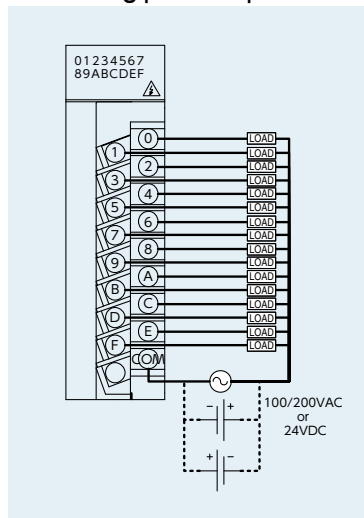 01234567
89ABCDEF
0 LOAD
1 LOAD
2 LOAD
3 LOAD
4 LOAD
5 LOAD
6 LOAD
7 LOAD
8 LOAD
9 LOAD
A LOAD
B LOAD
C LOAD
D LOAD
E LOAD
F LOAD
COM
100/200VAC
or
24VDC
− +
+ −